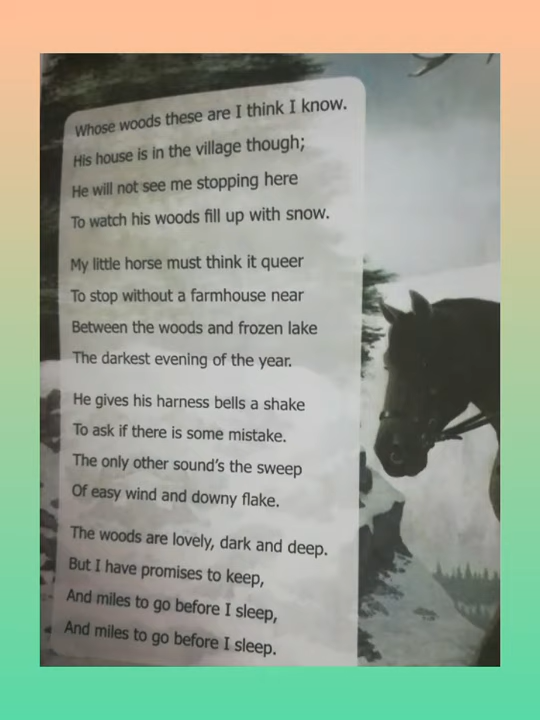 Whose woods these are I think I know.
His house is in the village though;
He will not see me stopping here
To watch his woods fill up with snow.
My little horse must think it queer
To stop without a farmhouse near
Between the woods and frozen lake
The darkest evening of the year.
He gives his harness bells a shake
To ask if there is some mistake.
The only other sound's the sweep
Of easy wind and downy flake.
The woods are lovely, dark and deep.
But I have promises to keep,
And miles to go before I sleep,
And miles to go before I sleep.